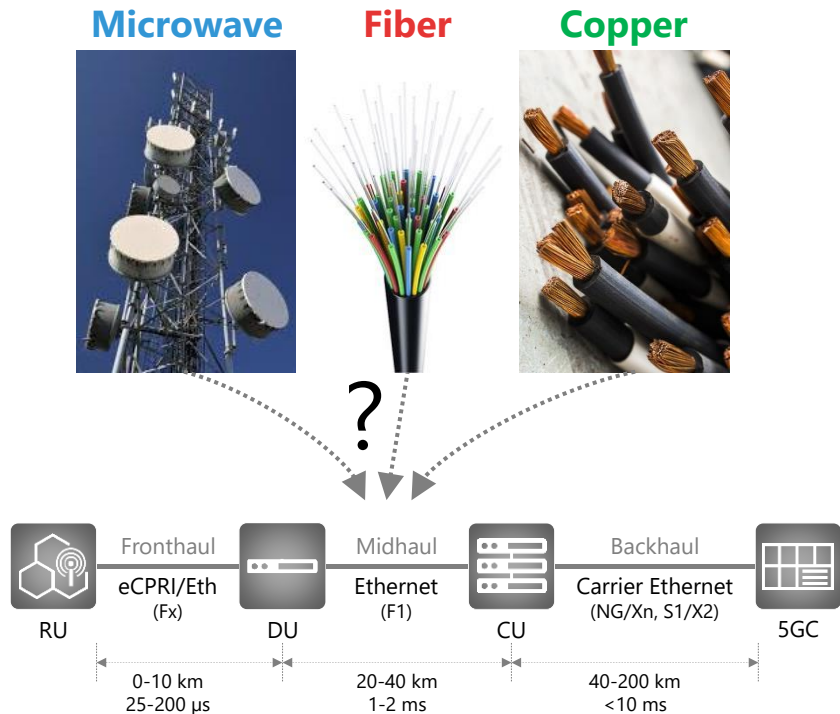 Microwave
Fiber
Copper
?
Fronthaul
Midhaul
Backhaul
eCPRI/Eth
Ethernet
Carrier Ethernet
(Fx)
(F1)
(NG/Xn, S1/X2)
RU
DU
CU
5GC
0-10 km
20-40 km
40-200 km
25-200 µs
1-2 ms
<10 ms